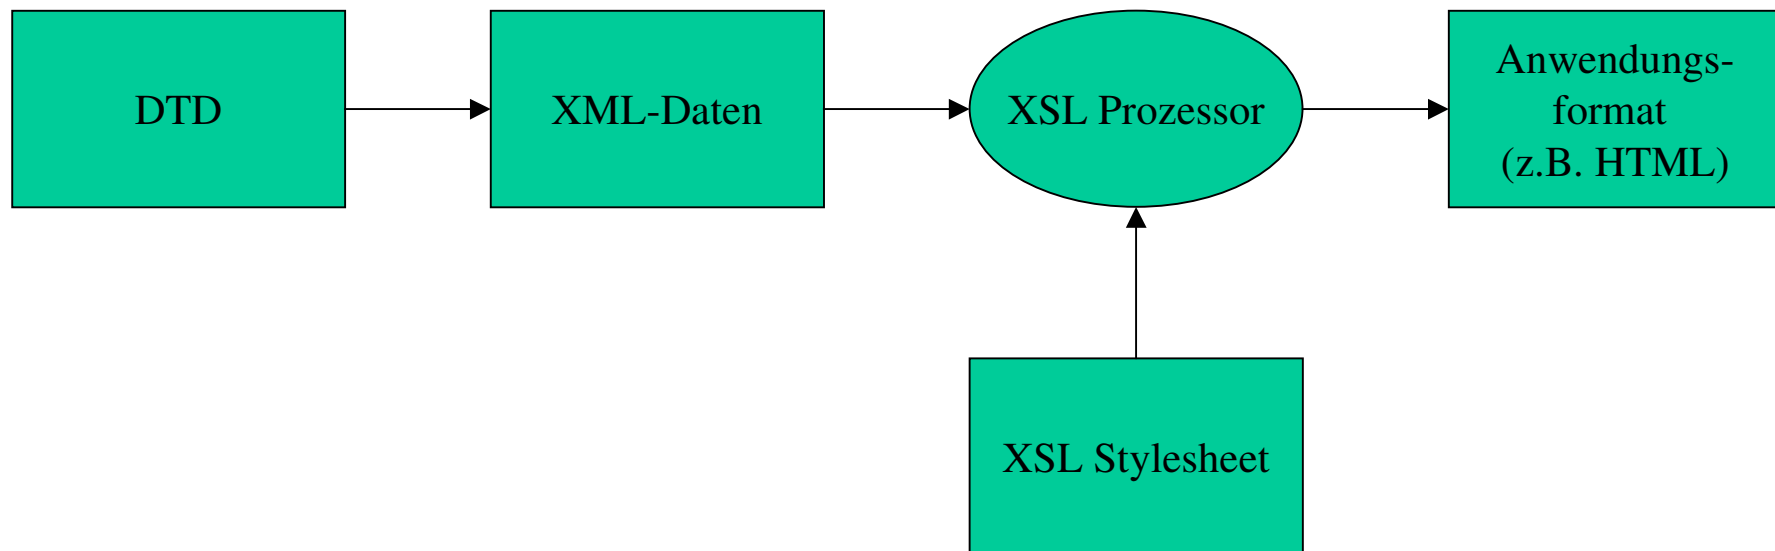 DTD
XML-Daten
XSL Prozessor
Anwendungs-
format
(z.B. HTML)
XSL Stylesheet